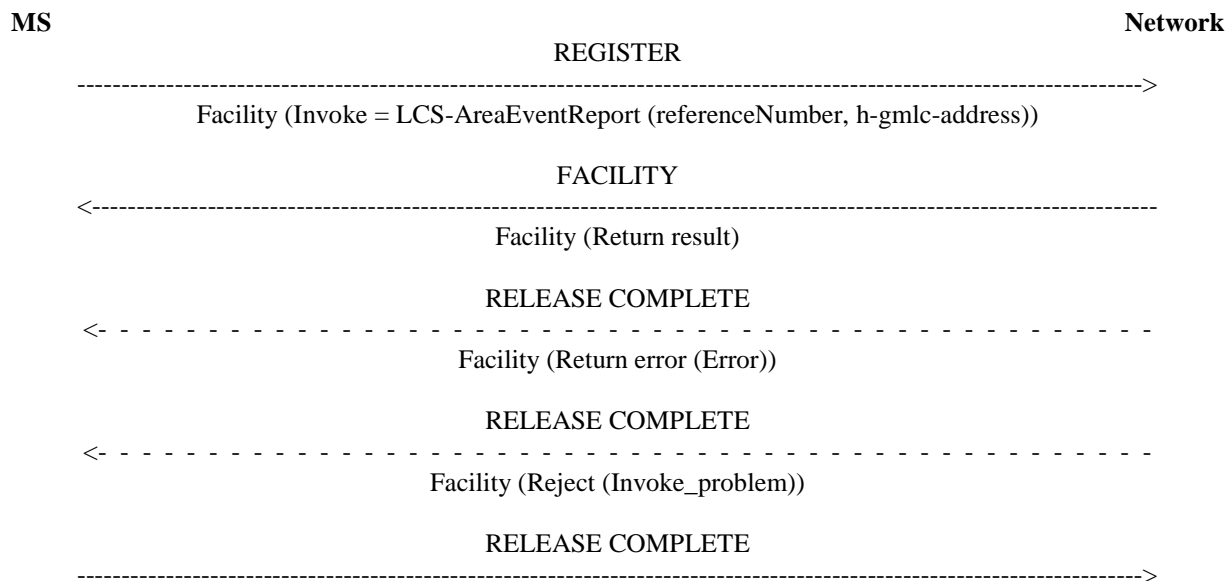 MS Network
REGISTER
------------------------------------------------------------------------------------------------------------------------>
Facility (Invoke = LCS-AreaEventReport (referenceNumber, h-gmlc-address))
FACILITY
<------------------------------------------------------------------------------------------------------------------------
Facility (Return result)
RELEASE COMPLETE
<- - - - - - - - - - - - - - - - - - - - - - - - - - - - - - - - - - - - - - - - - - - - - - - -
Facility (Return error (Error))
RELEASE COMPLETE
<- - - - - - - - - - - - - - - - - - - - - - - - - - - - - - - - - - - - - - - - - - - - - - - -
Facility (Reject (Invoke_problem))
RELEASE COMPLETE
------------------------------------------------------------------------------------------------------------------------>